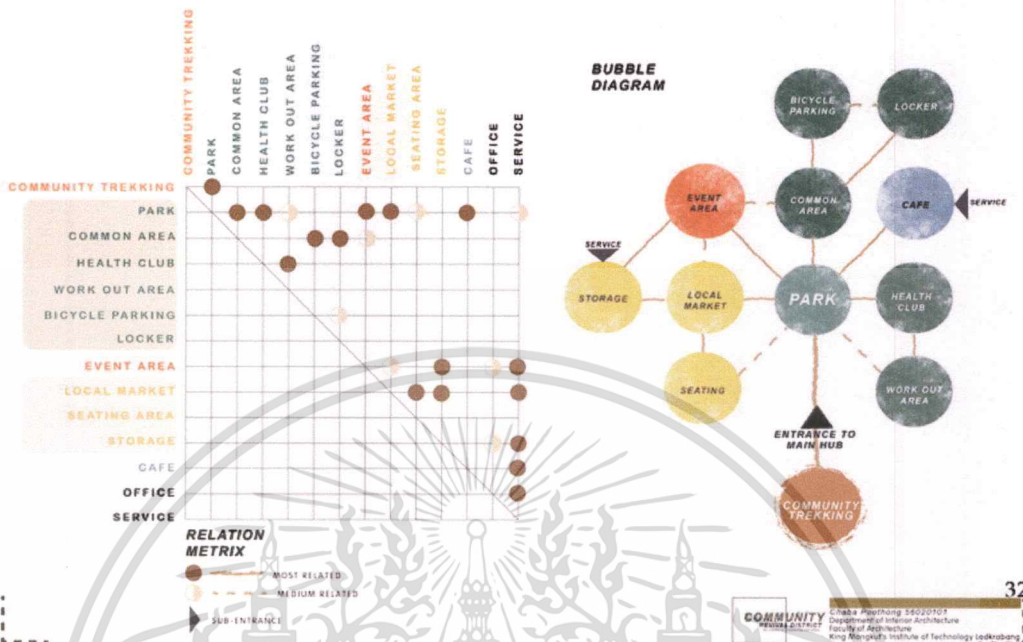 COMMUNITY TREKKING
PARK
COMMON AREA
HEALTH CLUB
WORK OUT AREA
BICYCLE PARKING
LOCKER
EVENT AREA
LOCAL MARKET
SEATING AREA
STORAGE
CAFE
OFFICE
SERVICE
COMMUNITY TREKKING
PARK
COMMON AREA
HEALTH CLUB
WORK OUT AREA
BICYCLE PARKING
LOCKER
EVENT AREA
LOCAL MARKET
SEATING AREA
STORAGE
CAFE
OFFICE
SERVICE
RELATION
METRIX
MOST RELATED
MEDIUM RELATED
SUB-ENTRANCE
BUBBLE
DIAGRAM
BICYCLE
PARKING
LOCKER
EVENT
AREA
COMMON
AREA
CAFE
SERVICE
SERVICE
STORAGE
LOCAL
MARKET
PARK
HEALTH
CLUB
SEATING
WORK OUT
AREA
ENTRANCE TO
MAIN HUB
COMMUNITY
TREKKING
32
COMMUNITY
Chaba Pouthong 56020101
Department of Interior Architecture
Faculty of Architecture
King Mongkut's Institute of Technology Ladkrabang